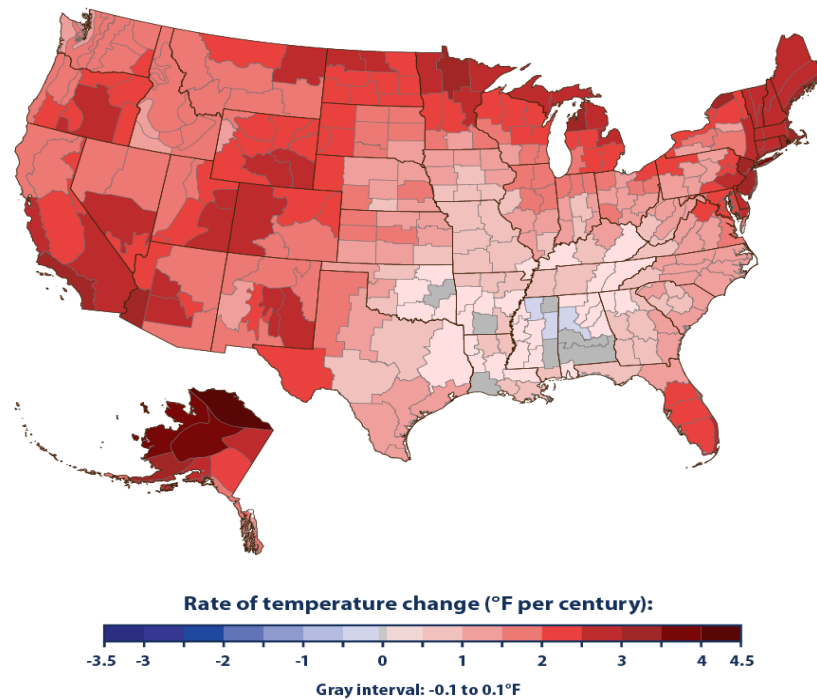 Rate of temperature change (°F per century):
-3.5 -3 -2 -1 0 1 2 3 4 4.5
Gray interval: -0.1 to 0.1°F